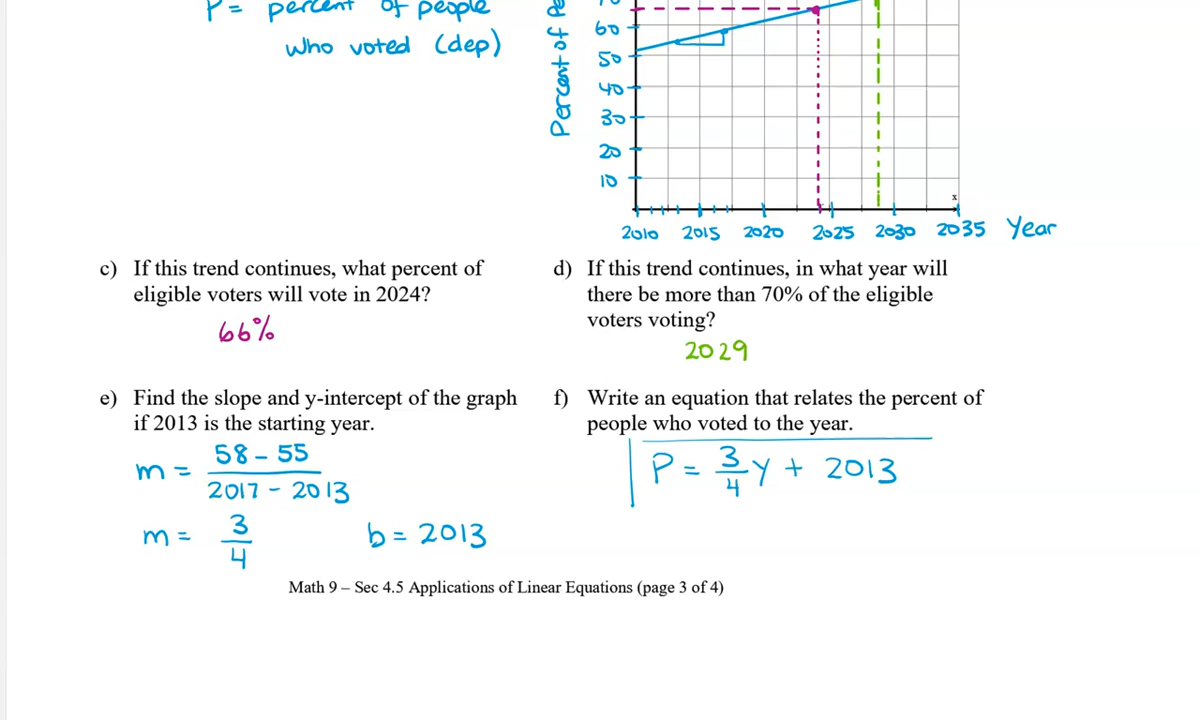 P = percent of people
who voted (dep)
Percent of
60
50
40
30
20
10
x
2010 2015 2020 2025 2030 2035 Year
c) If this trend continues, what percent of
eligible voters will vote in 2024?
66%
d) If this trend continues, in what year will
there be more than 70% of the eligible
voters voting?
2029
e) Find the slope and y-intercept of the graph
if 2013 is the starting year.
m = 58 - 55
2017 - 2013
m = 3
4
b = 2013
f) Write an equation that relates the percent of
people who voted to the year.
P = 3/4 y + 2013
Math 9 – Sec 4.5 Applications of Linear Equations (page 3 of 4)